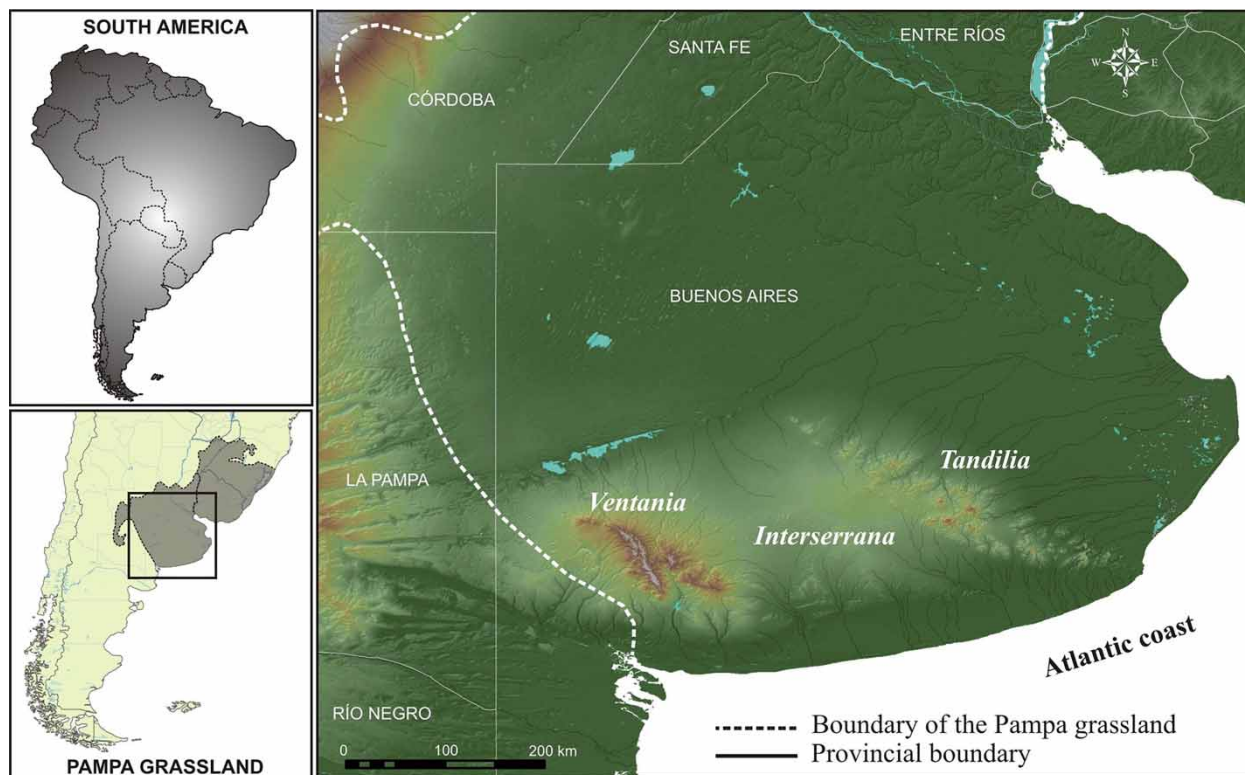 SOUTH AMERICA
PAMPA GRASSLAND
SANTA FE
ENTRE RÍOS
N
W E
S
CÓRDOBA
BUENOS AIRES
LA PAMPA
Tandilia
Ventania
Interserrana
Atlantic coast
RÍO NEGRO
0 100 200 km
Boundary of the Pampa grassland
Provincial boundary